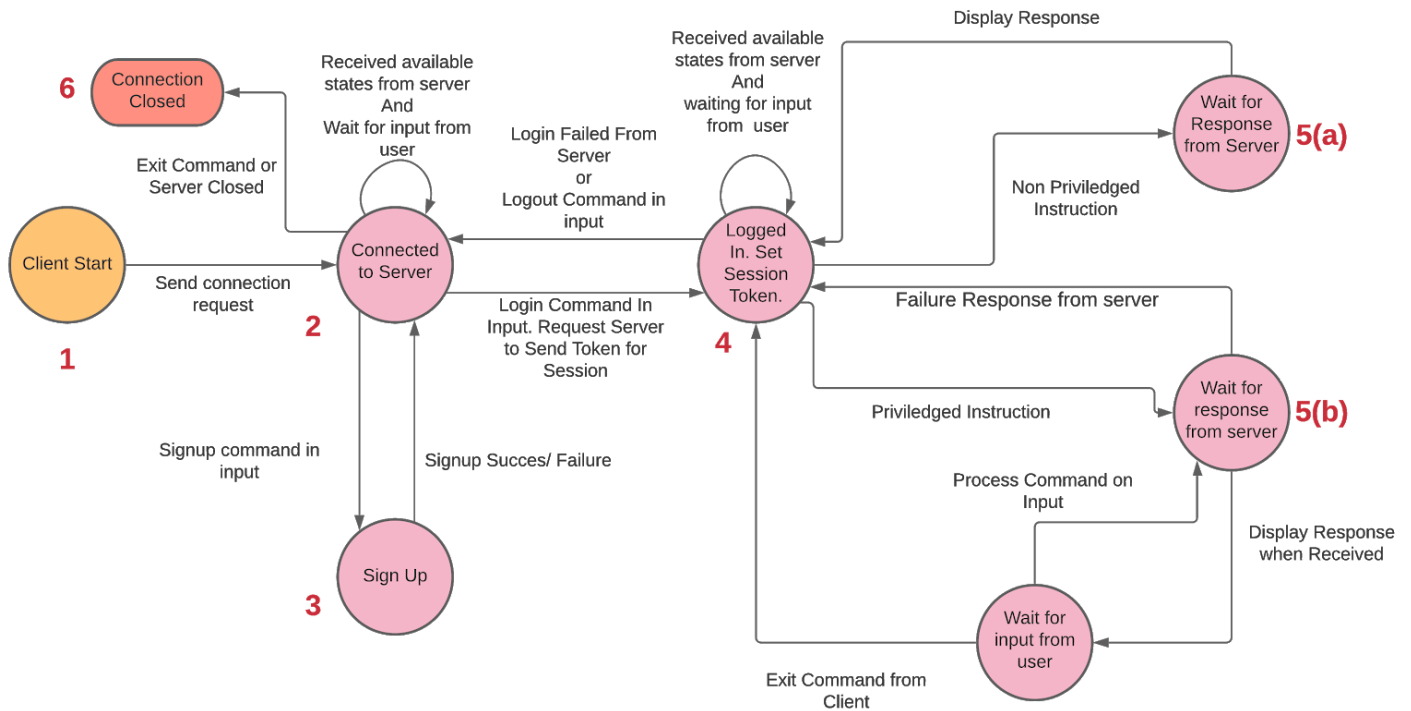 Display Response
Received available
states from server
And
Wait for input from
user
Received available
states from server
And
waiting for input
from user
6
Connection
Closed
Wait for
Response
from Server
5(a)
Exit Command or
Server Closed
Login Failed From
Server
or
Logout Command in
input
Non Priviledged
Instruction
Client Start
Connected
to Server
Logged
In. Set
Session
Token.
Send connection
request
Login Command In
Input. Request Server
to Send Token for
Session
Failure Response from server
1
2
4
Priviledged Instruction
Wait for
response
from server
5(b)
Signup command in
input
Signup Succes/ Failure
Process Command on
Input
Display Response
when Received
Sign Up
3
Wait for
input from
user
Exit Command from
Client